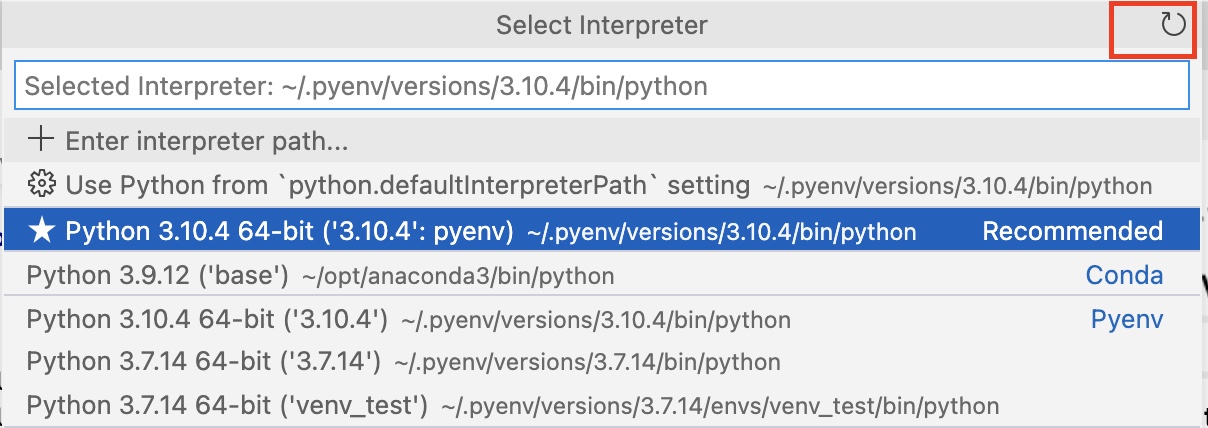 Select Interpreter
Selected Interpreter: ~/.pyenv/versions/3.10.4/bin/python
Enter interpreter path...
Use Python from `python.defaultInterpreterPath` setting ~/.pyenv/versions/3.10.4/bin/python
Python 3.10.4 64-bit ('3.10.4': pyenv) ~/.pyenv/versions/3.10.4/bin/python Recommended
Python 3.9.12 ('base') ~/opt/anaconda3/bin/python Conda
Python 3.10.4 64-bit ('3.10.4') ~/.pyenv/versions/3.10.4/bin/python Pyenv
Python 3.7.14 64-bit ('3.7.14') ~/.pyenv/versions/3.7.14/bin/python
Python 3.7.14 64-bit ('venv_test') ~/.pyenv/versions/3.7.14/envs/venv_test/bin/python